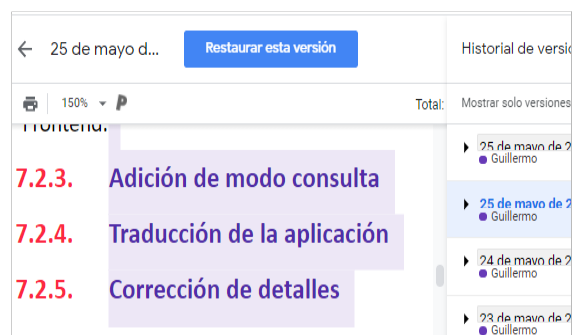 25 de mayo d...
Restaurar esta versión
Historial de versi
150%
Total:
Mostrar solo versiones
Frontend.
7.2.3. Adición de modo consulta
7.2.4. Traducción de la aplicación
7.2.5. Corrección de detalles
25 de mayo de 2
Guillermo
25 de mayo de 2
Guillermo
24 de mayo de 2
Guillermo
23 de mayo de 2
Guillermo